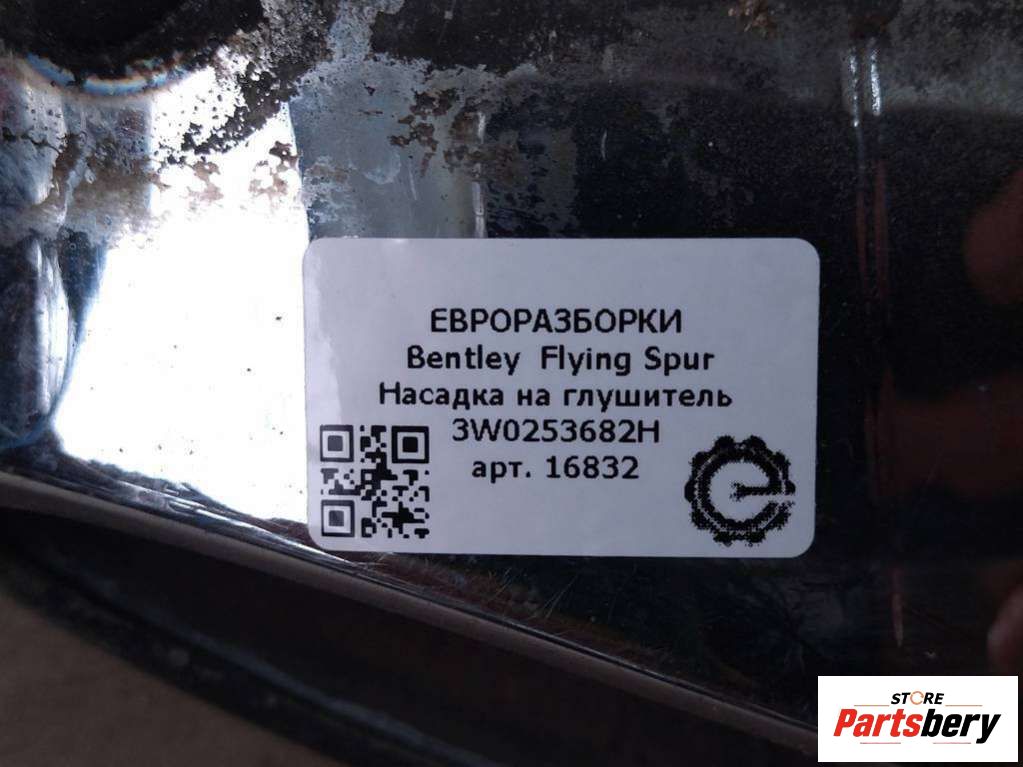 ЕВРОРАЗБОРКИ
Bentley Flying Spur
Насадка на глушитель
3W0253682H
арт. 16832
STORE
Partsbery